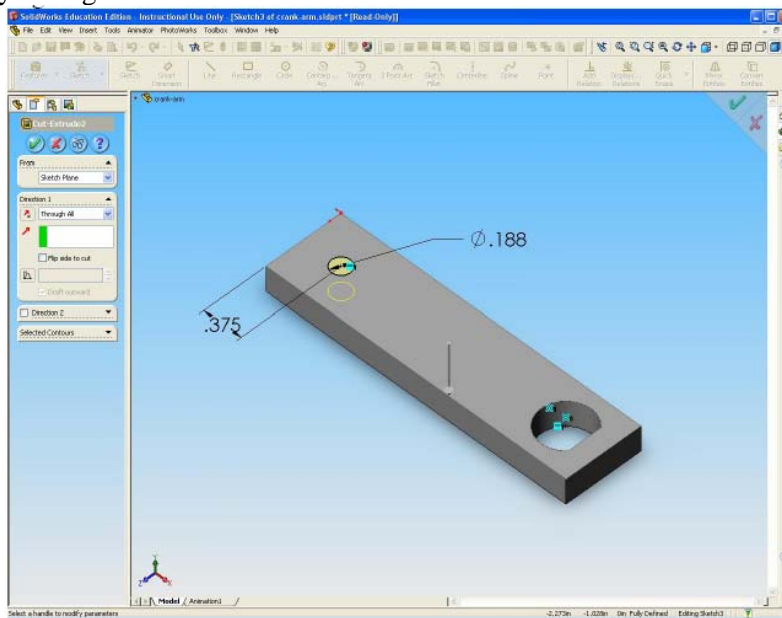 SolidWorks Education Edition - Instructional Use Only - [Sketch3 of crank-arm.sldprt *[Read-Only]]
File Edit View Insert Tools Animator PhotoWorks Toolbox Window Help
Features Sketch Sketch Smart Dimension Line Rectangle Circle Centerpoint Arc Tangent Arc 3 Point Arc Sketch Fillet Centerline Spline Point Add Relation Display/Delete Relations Quick Snaps Mirror Entities Convert Entities
crank-arm
Cut-Extrude2
From
Sketch Plane
Direction 1
Through All
Flip side to cut
Draft outward
Direction 2
Selected Contours
Ø.188
.375
Model Animation1
Select a handle to modify parameters
-2.273in -1.028in 0in Fully Defined Editing Sketch3